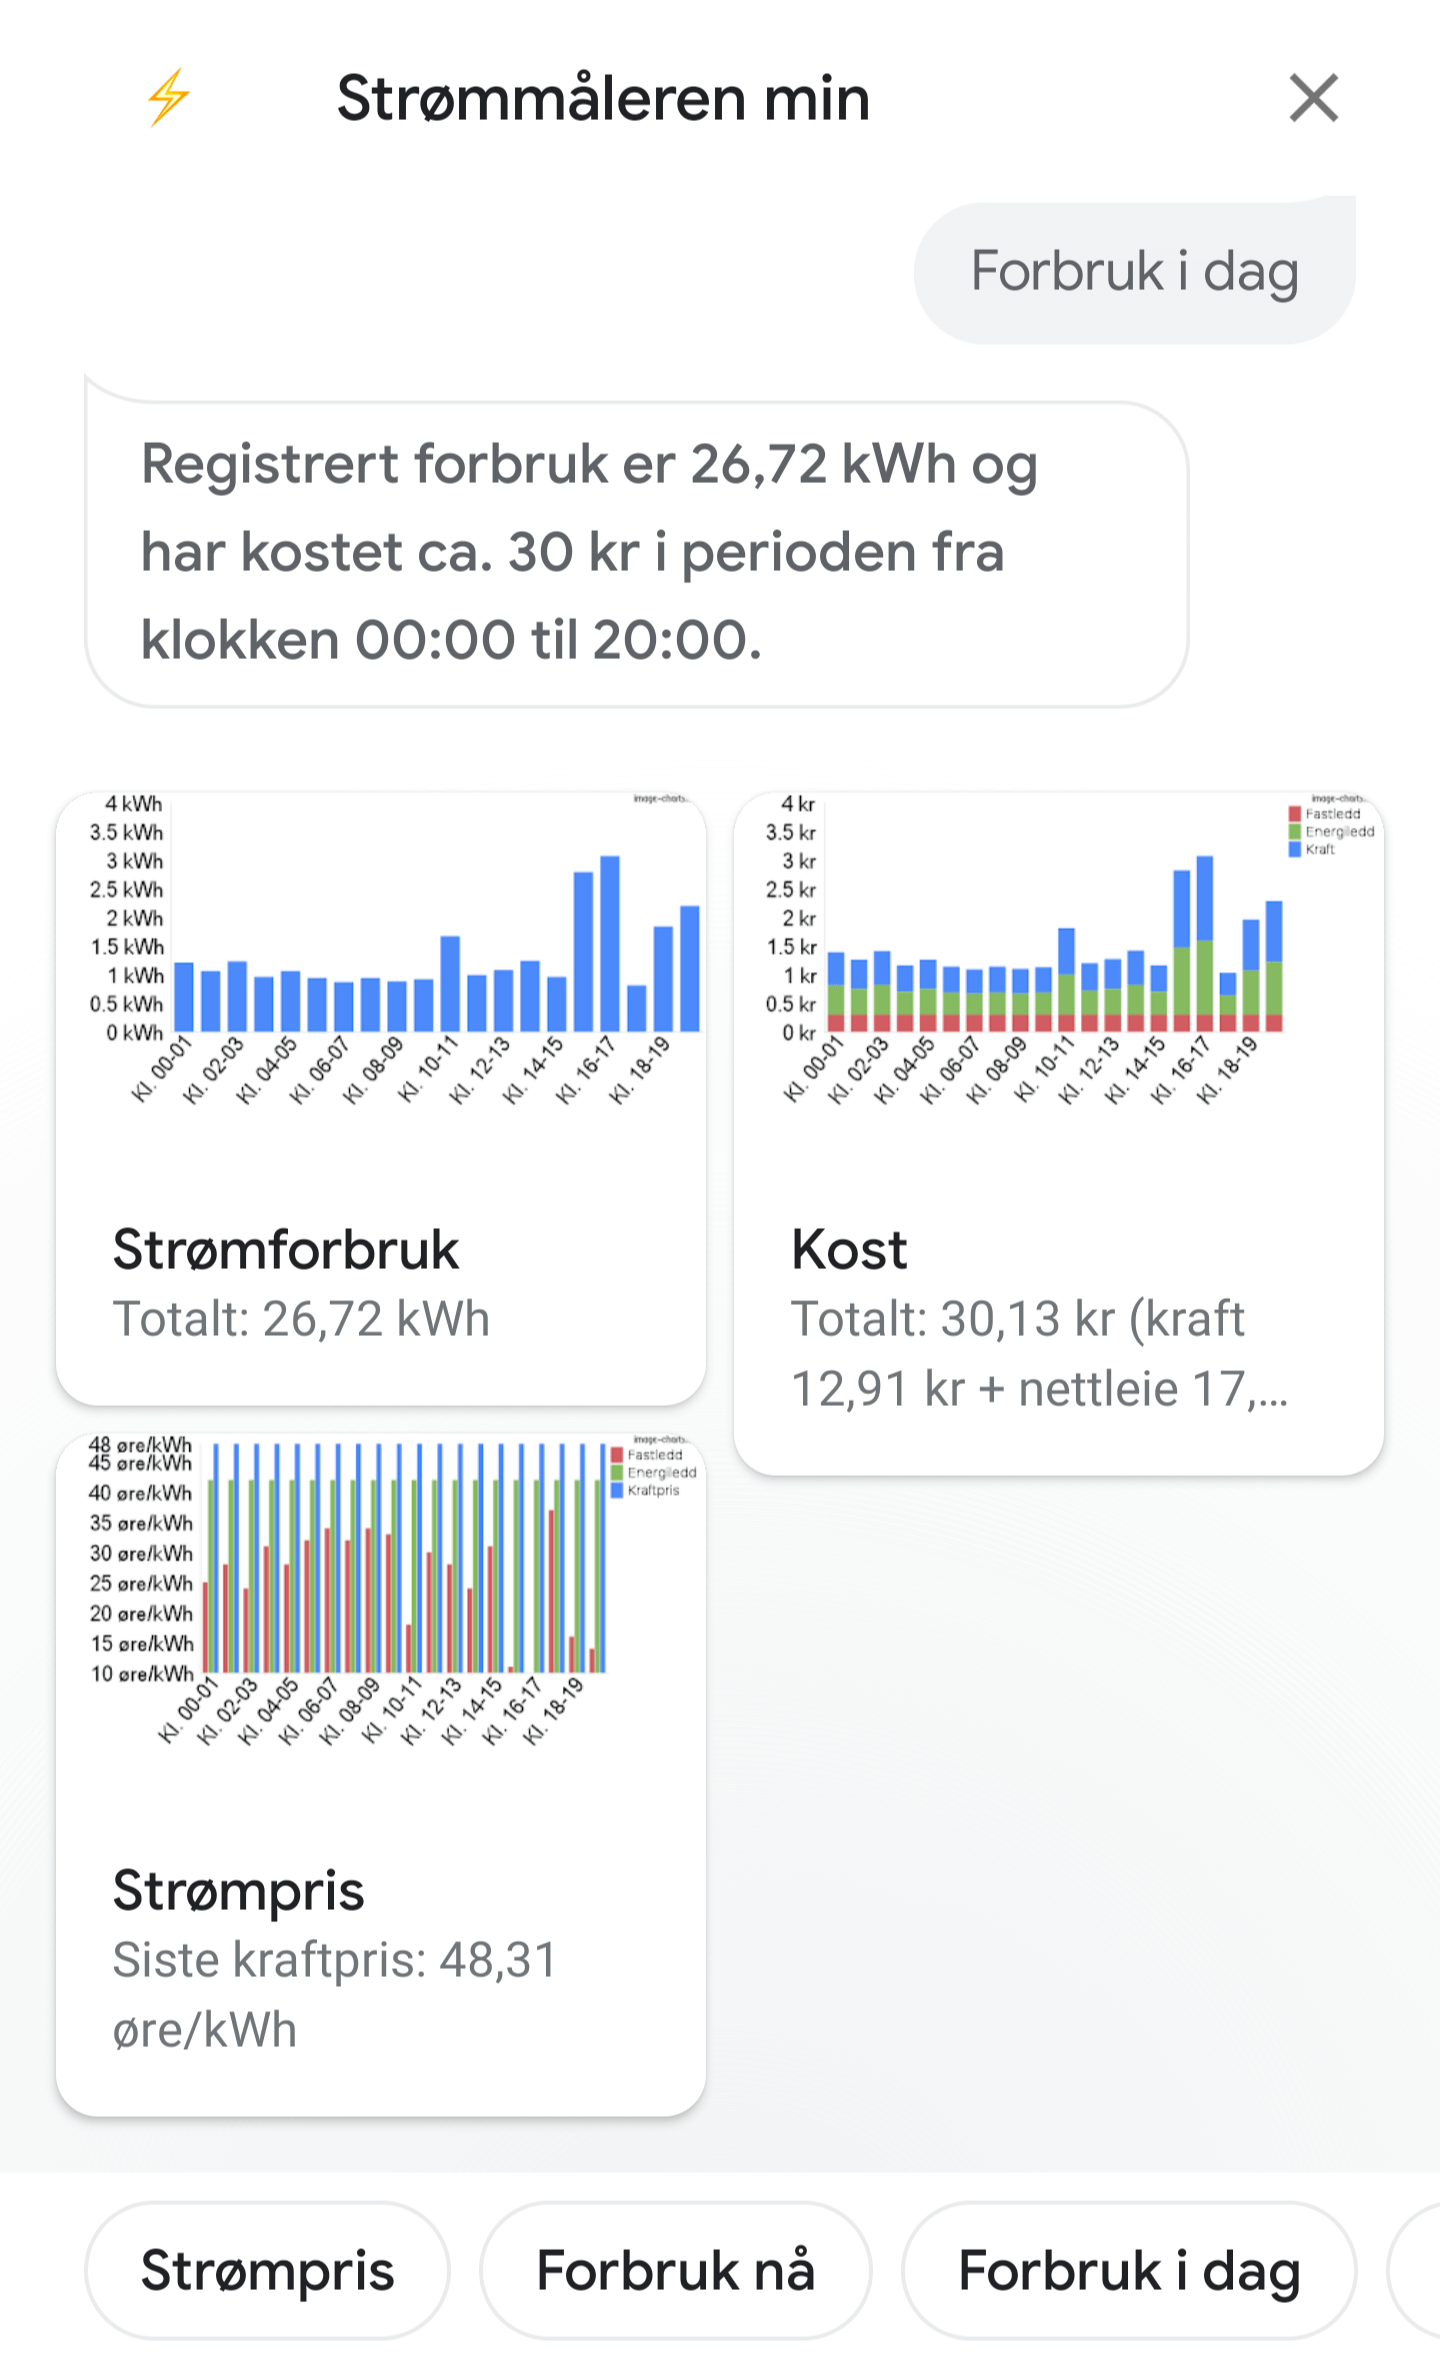 Strømmåleren min
Forbruk i dag
Registrert forbruk er 26,72 kWh og
har kostet ca. 30 kr i perioden fra
klokken 00:00 til 20:00.
image-charts...
4 kWh
3.5 kWh
3 kWh
2.5 kWh
2 kWh
1.5 kWh
1 kWh
0.5 kWh
0 kWh
Kl. 00-01
Kl. 02-03
Kl. 04-05
Kl. 06-07
Kl. 08-09
Kl. 10-11
Kl. 12-13
Kl. 14-15
Kl. 16-17
Kl. 18-19
Strømforbruk
Totalt: 26,72 kWh
image-charts...
Fastledd
Energiledd
Kraft
4 kr
3.5 kr
3 kr
2.5 kr
2 kr
1.5 kr
1 kr
0.5 kr
0 kr
Kl. 00-01
Kl. 02-03
Kl. 04-05
Kl. 06-07
Kl. 08-09
Kl. 10-11
Kl. 12-13
Kl. 14-15
Kl. 16-17
Kl. 18-19
Kost
Totalt: 30,13 kr (kraft
12,91 kr + nettleie 17,...
image-charts...
Fastledd
Energiledd
Kraftpris
48 øre/kWh
45 øre/kWh
40 øre/kWh
35 øre/kWh
30 øre/kWh
25 øre/kWh
20 øre/kWh
15 øre/kWh
10 øre/kWh
Kl. 00-01
Kl. 02-03
Kl. 04-05
Kl. 06-07
Kl. 08-09
Kl. 10-11
Kl. 12-13
Kl. 14-15
Kl. 16-17
Kl. 18-19
Strømpris
Siste kraftpris: 48,31
øre/kWh
Strømpris
Forbruk nå
Forbruk i dag